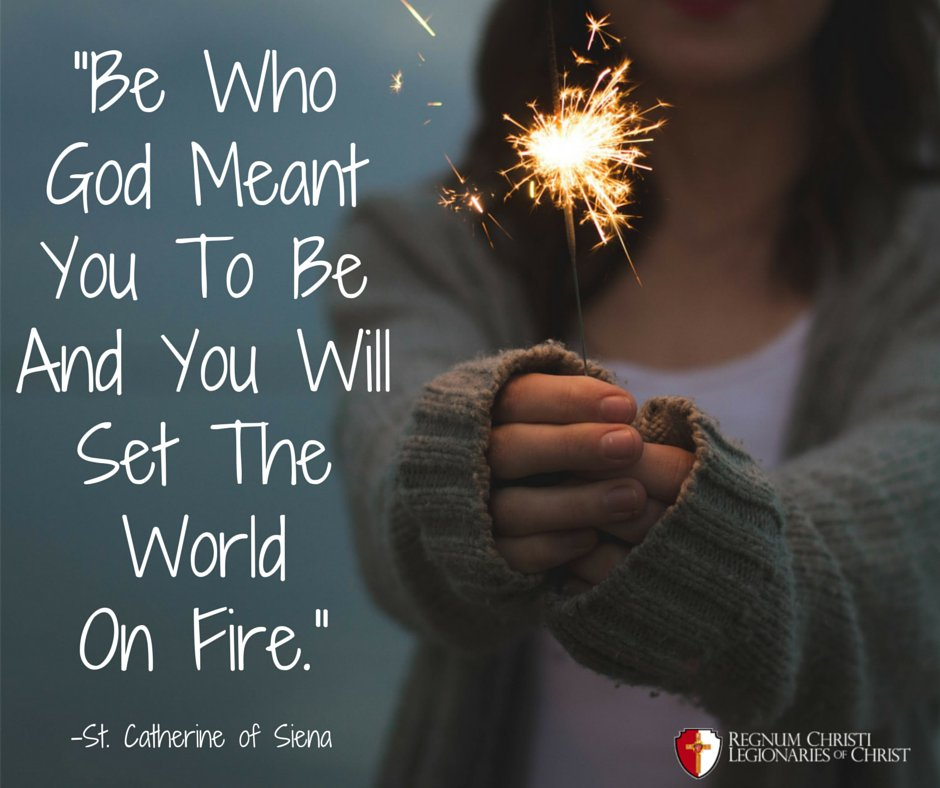 "Be Who
God Meant
You To Be
And You Will
Set The
World
On Fire."
-St. Catherine of Siena
REGNUM CHRISTI
LEGIONARIES OF CHRIST